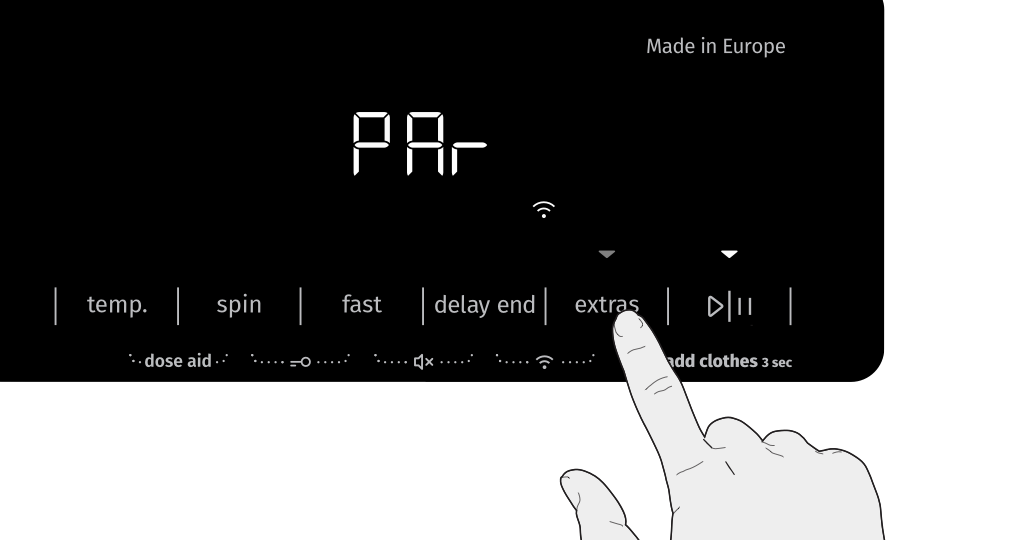 Made in Europe
PAr
temp. spin fast delay end extras
dose aid add clothes 3 sec